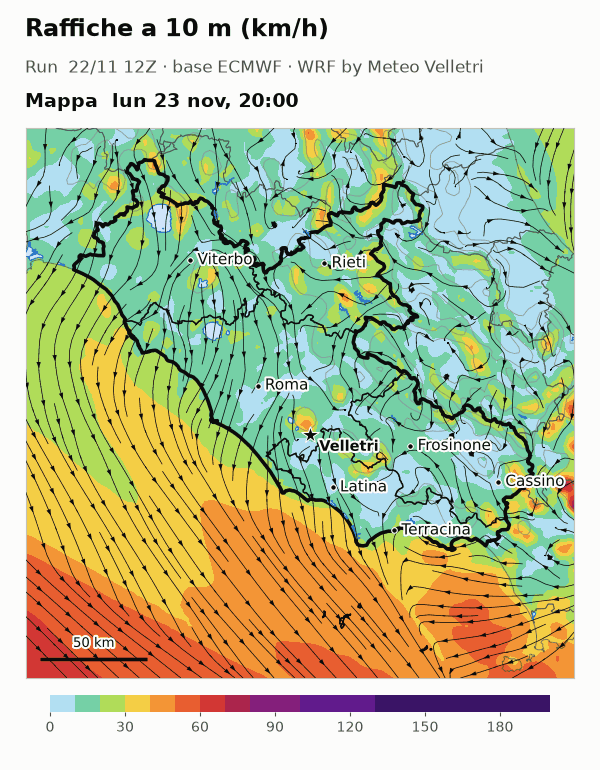 Raffiche a 10 m (km/h)
Run  22/11 12Z · base ECMWF · WRF by Meteo Velletri
Mappa  lun 23 nov, 20:00
Viterbo
Rieti
Roma
Velletri
Frosinone
Cassino
Latina
Terracina
50 km
0 30 60 90 120 150 180